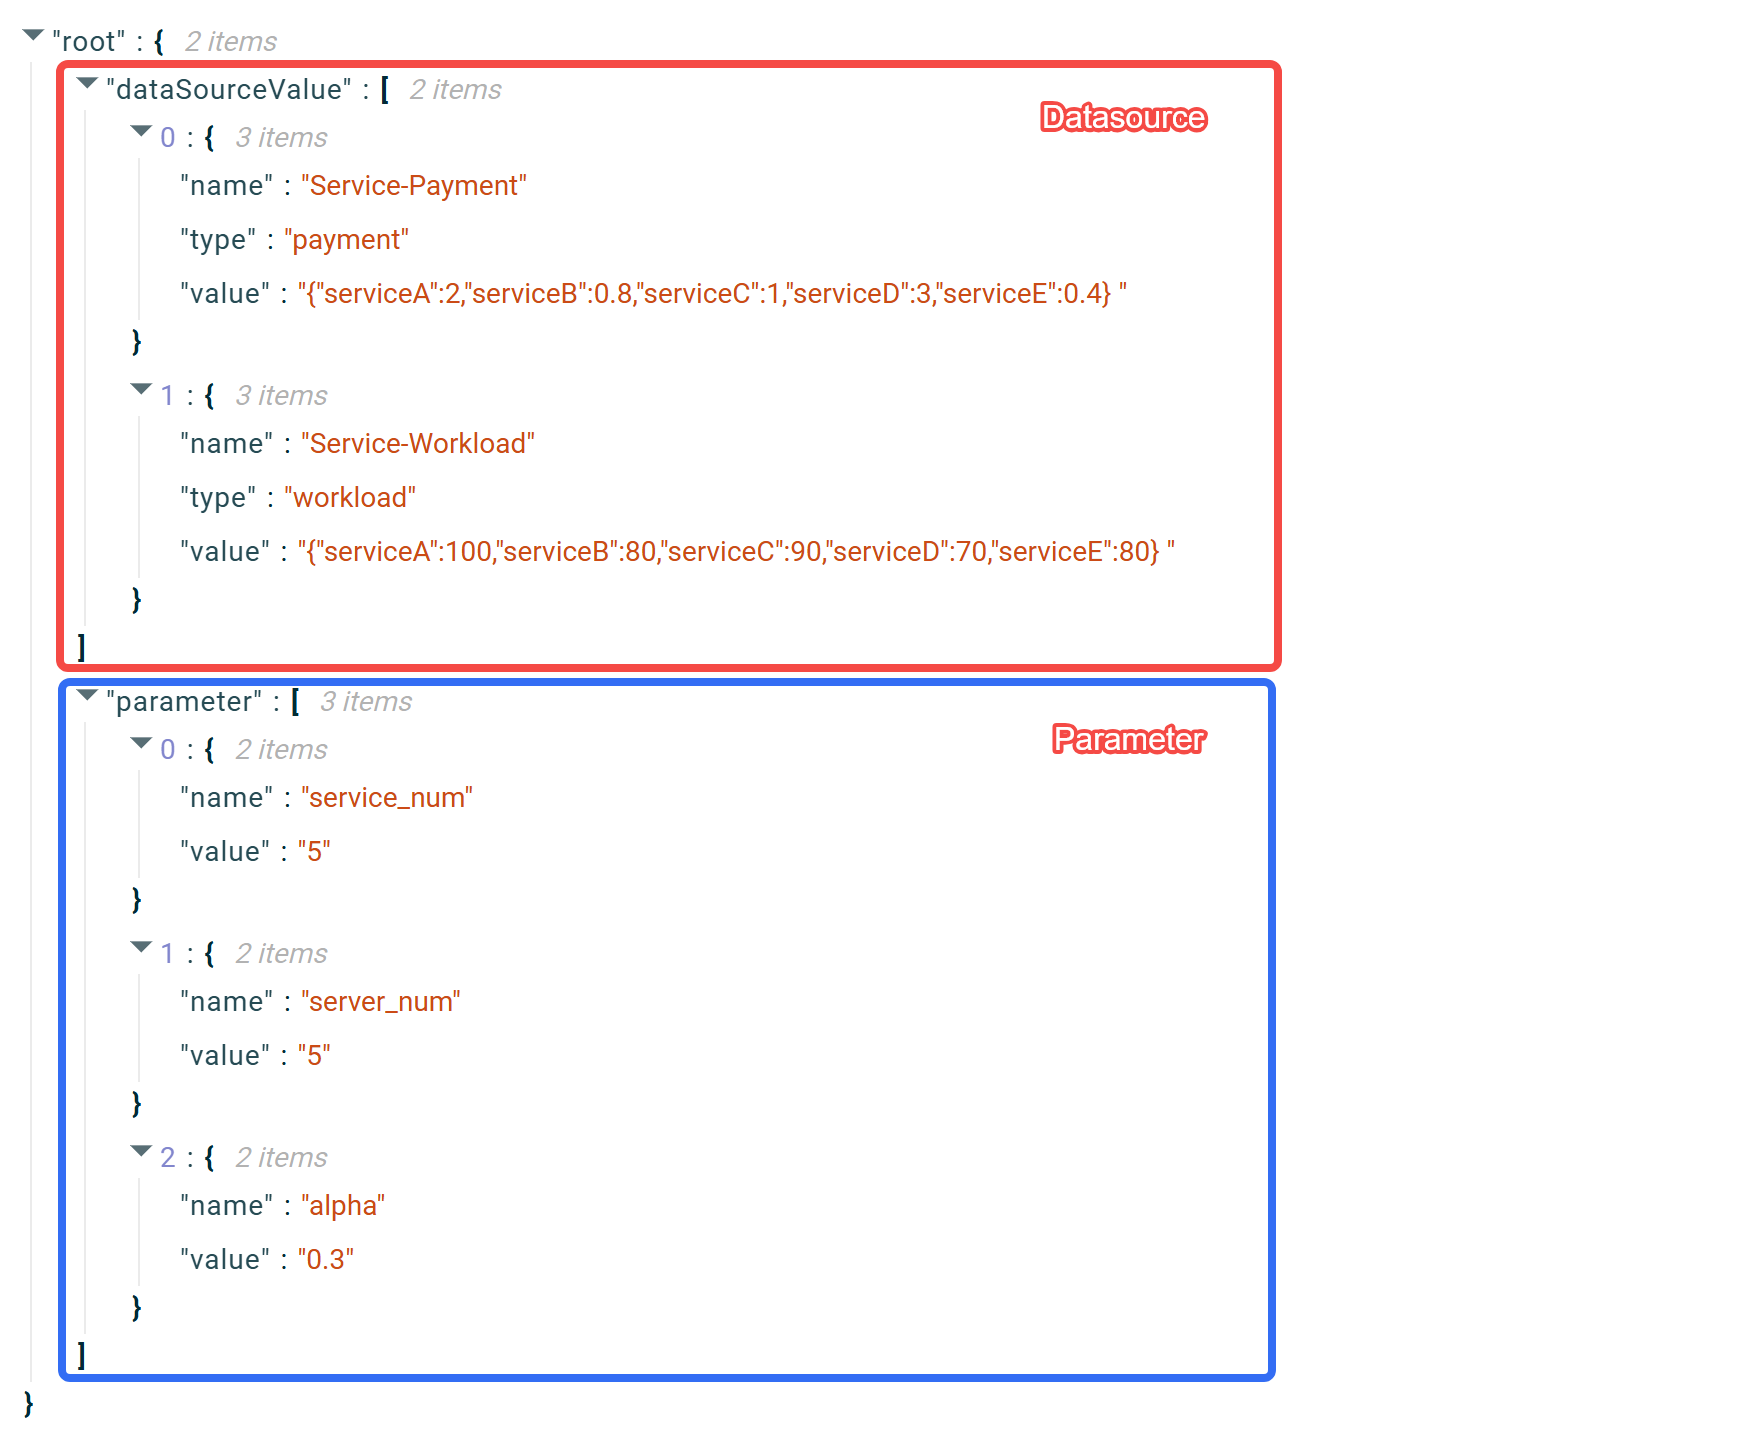 "root" : { 2 items
"dataSourceValue" : [ 2 items
Datasource
0 : { 3 items
"name" : "Service-Payment"
"type" : "payment"
"value" : "{"serviceA":2,"serviceB":0.8,"serviceC":1,"serviceD":3,"serviceE":0.4} "
}
1 : { 3 items
"name" : "Service-Workload"
"type" : "workload"
"value" : "{"serviceA":100,"serviceB":80,"serviceC":90,"serviceD":70,"serviceE":80} "
}
]
"parameter" : [ 3 items
Parameter
0 : { 2 items
"name" : "service_num"
"value" : "5"
}
1 : { 2 items
"name" : "server_num"
"value" : "5"
}
2 : { 2 items
"name" : "alpha"
"value" : "0.3"
}
]
}